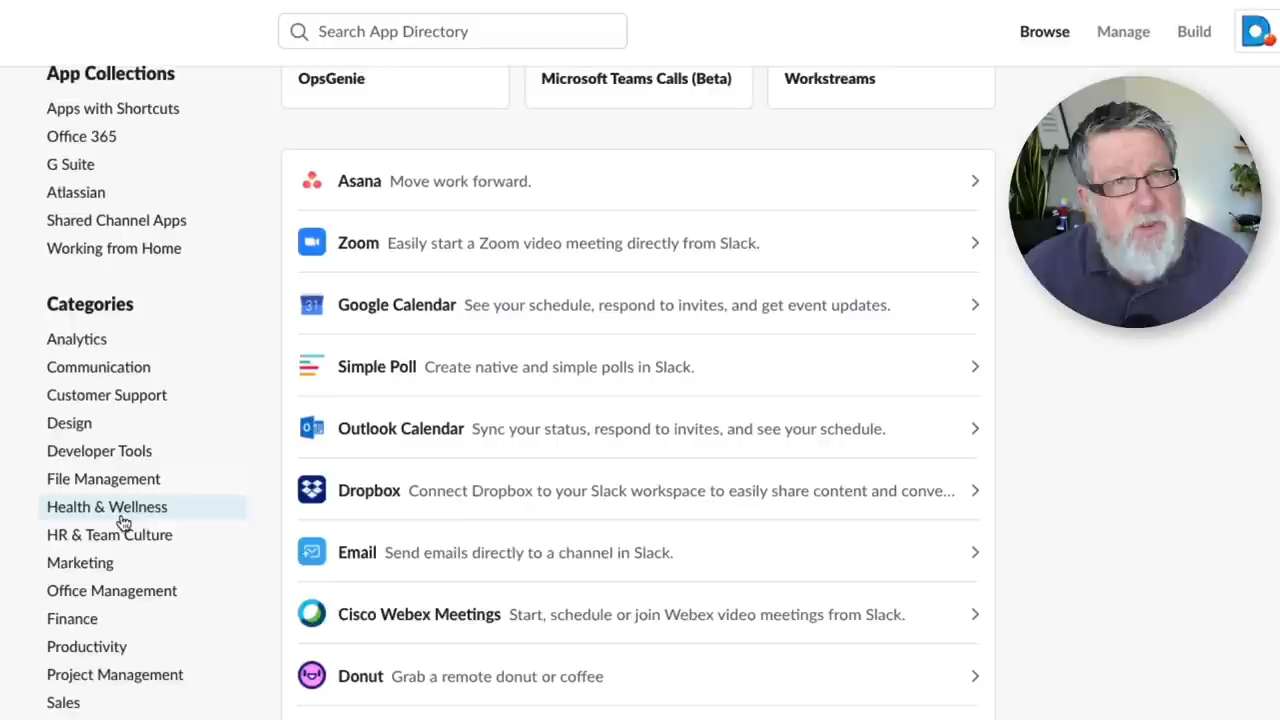 Search App Directory
Browse
Manage
Build
App Collections
Apps with Shortcuts
Office 365
G Suite
Atlassian
Shared Channel Apps
Working from Home
Categories
Analytics
Communication
Customer Support
Design
Developer Tools
File Management
Health & Wellness
HR & Team Culture
Marketing
Office Management
Finance
Productivity
Project Management
Sales
OpsGenie
Microsoft Teams Calls (Beta)
Workstreams
Asana Move work forward.
Zoom Easily start a Zoom video meeting directly from Slack.
31
Google Calendar See your schedule, respond to invites, and get event updates.
Simple Poll Create native and simple polls in Slack.
Outlook Calendar Sync your status, respond to invites, and see your schedule.
Dropbox Connect Dropbox to your Slack workspace to easily share content and conve...
Email Send emails directly to a channel in Slack.
Cisco Webex Meetings Start, schedule or join Webex video meetings from Slack.
Donut Grab a remote donut or coffee